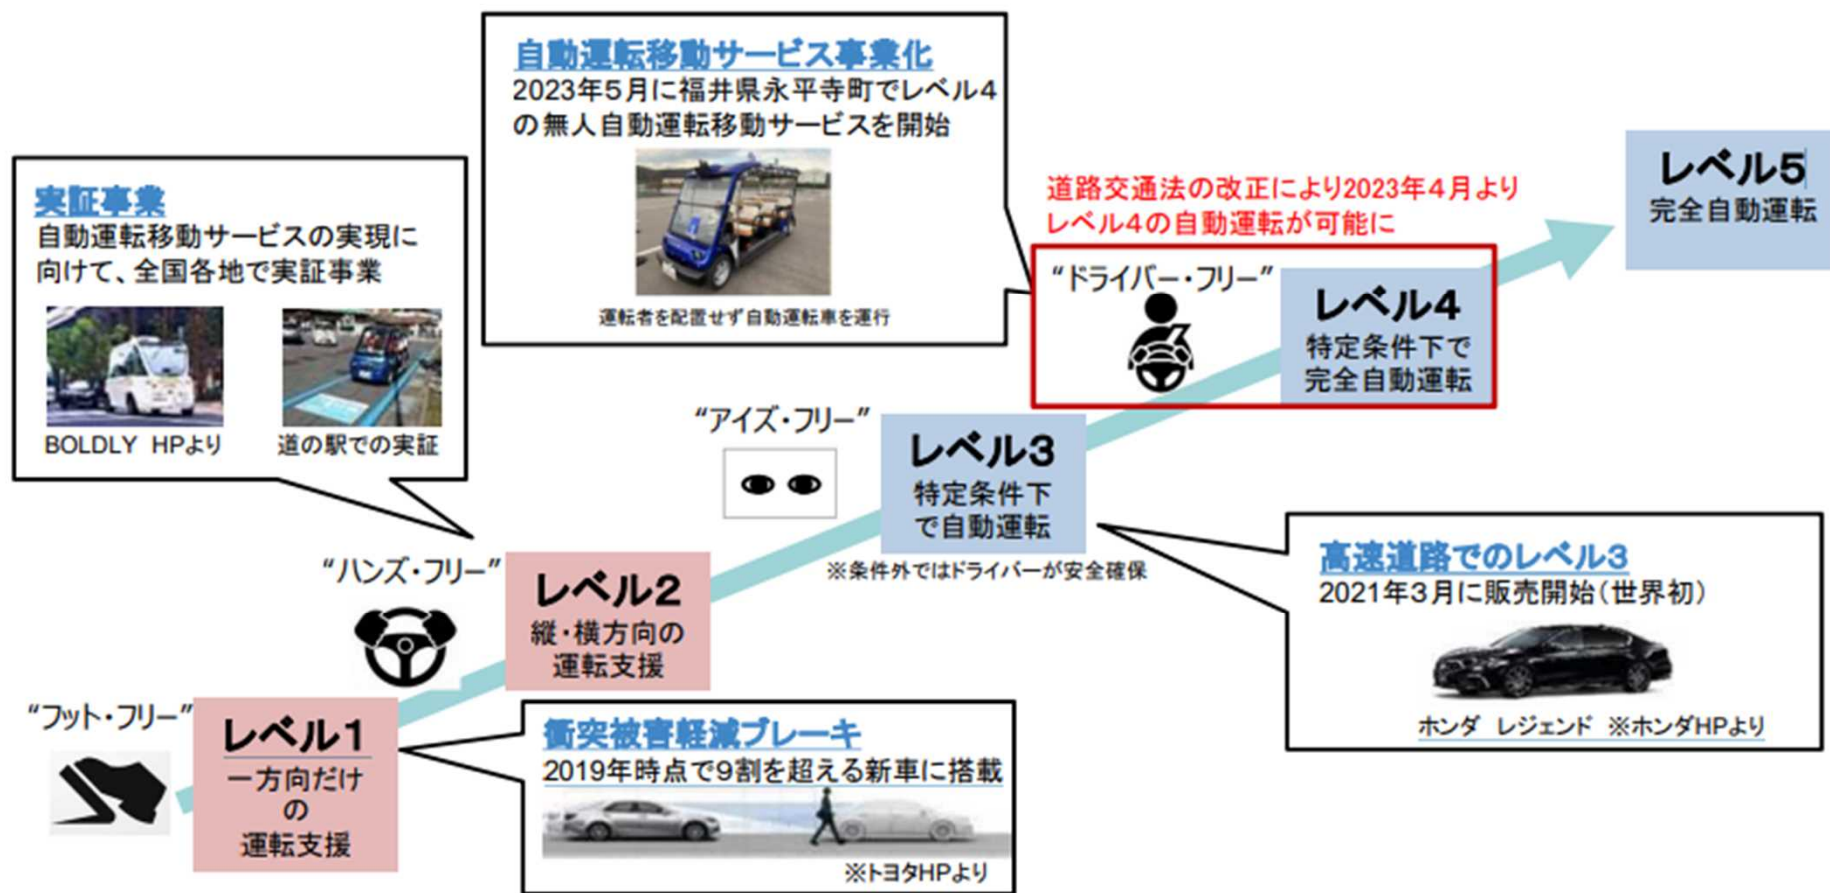 自動運転移動サービス事業化
2023年5月に福井県永平寺町でレベル4
の無人自動運転移動サービスを開始
運転者を配置せず自動運転車を運行
実証事業
自動運転移動サービスの実現に
向けて、全国各地で実証事業
BOLDLY HPより
道の駅での実証
道路交通法の改正により2023年4月より
レベル4の自動運転が可能に
レベル5
完全自動運転
“ドライバー・フリー”
レベル4
特定条件下で
完全自動運転
“アイズ・フリー”
レベル3
特定条件下
で自動運転
※条件外ではドライバーが安全確保
高速道路でのレベル3
2021年3月に販売開始(世界初)
ホンダ レジェンド ※ホンダHPより
“ハンズ・フリー”
レベル2
縦・横方向の
運転支援
“フット・フリー”
レベル1
一方向だけ
の
運転支援
衝突被害軽減ブレーキ
2019年時点で9割を超える新車に搭載
※トヨタHPより